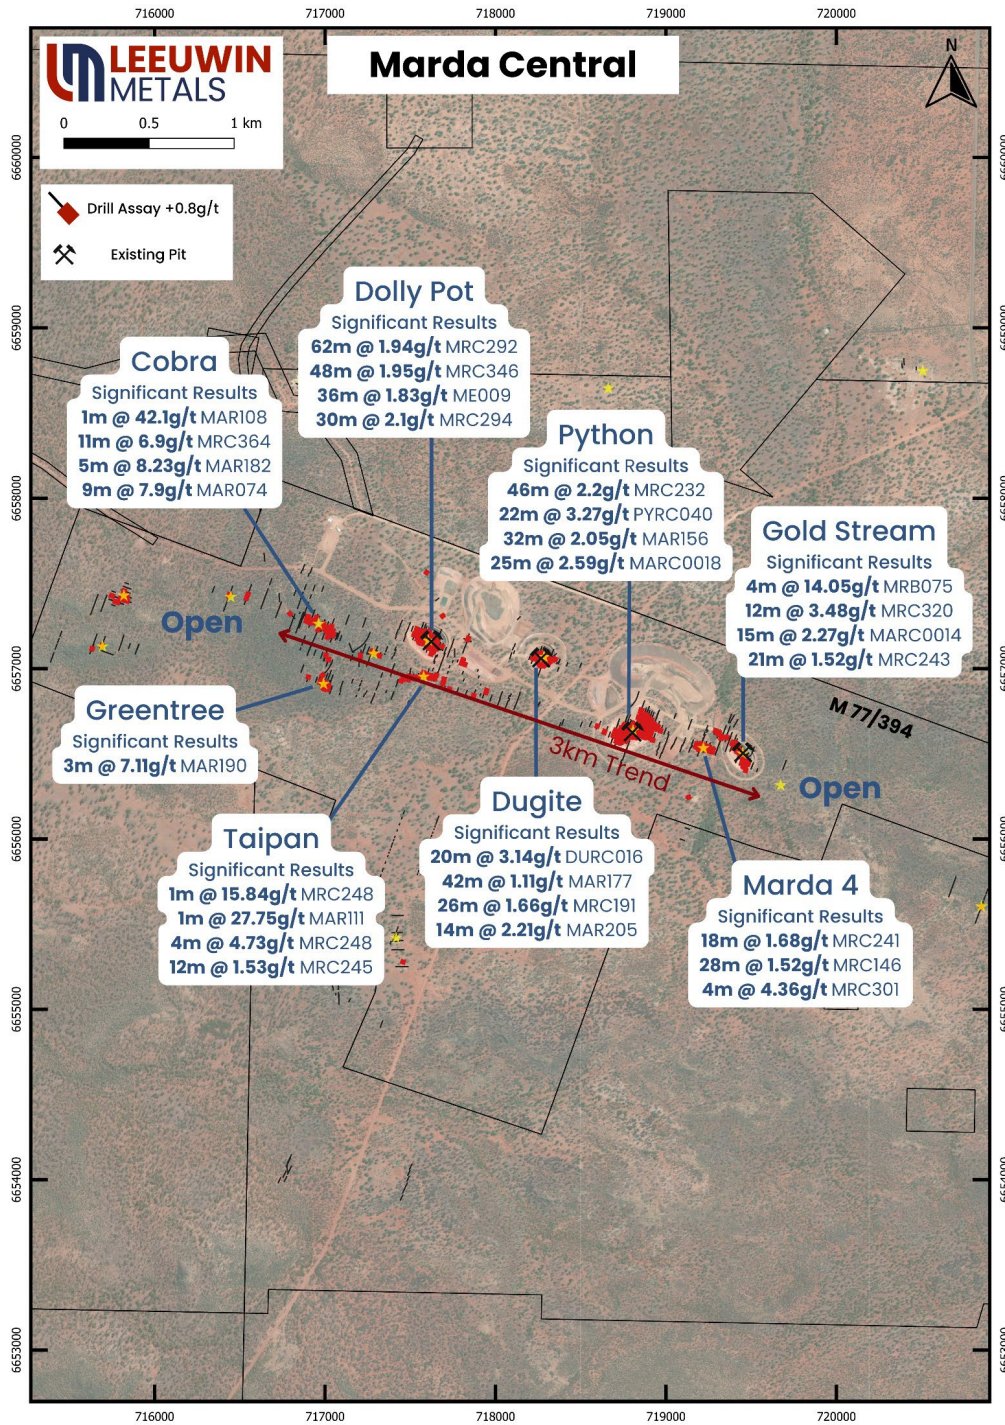 716000
717000
718000
719000
720000
LEEUWIN
METALS
0 0.5 1 km
Marda Central
N
Drill Assay +0.8g/t
Existing Pit
6660000
6659000
6658000
6657000
6656000
6655000
6654000
6653000
6660000
6659000
6658000
6657000
6656000
6655000
6654000
6653000
Dolly Pot
Significant Results
62m @ 1.94g/t MRC292
48m @ 1.95g/t MRC346
36m @ 1.83g/t ME009
30m @ 2.1g/t MRC294
Cobra
Significant Results
1m @ 42.1g/t MAR108
11m @ 6.9g/t MRC364
5m @ 8.23g/t MAR182
9m @ 7.9g/t MAR074
Python
Significant Results
46m @ 2.2g/t MRC232
22m @ 3.27g/t PYRC040
32m @ 2.05g/t MAR156
25m @ 2.59g/t MARC0018
Gold Stream
Significant Results
4m @ 14.05g/t MRB075
12m @ 3.48g/t MRC320
15m @ 2.27g/t MARC0014
21m @ 1.52g/t MRC243
Open
M 77/394
3km Trend
Open
Greentree
Significant Results
3m @ 7.11g/t MAR190
Taipan
Significant Results
1m @ 15.84g/t MRC248
1m @ 27.75g/t MAR111
4m @ 4.73g/t MRC248
12m @ 1.53g/t MRC245
Dugite
Significant Results
20m @ 3.14g/t DURC016
42m @ 1.11g/t MAR177
26m @ 1.66g/t MRC191
14m @ 2.21g/t MAR205
Marda 4
Significant Results
18m @ 1.68g/t MRC241
28m @ 1.52g/t MRC146
4m @ 4.36g/t MRC301
716000
717000
718000
719000
720000